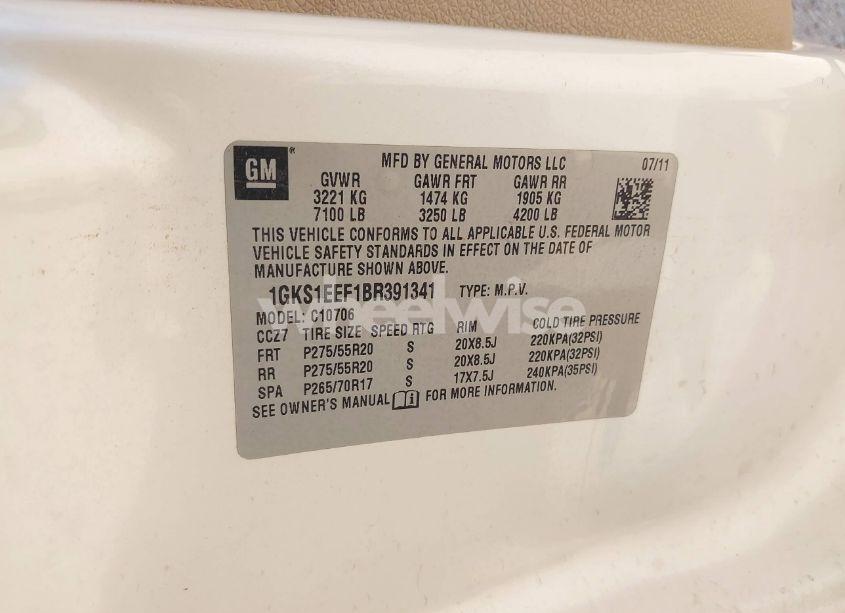 GM ® MFD BY GENERAL MOTORS LLC 07/11
GVWR GAWR FRT GAWR RR
3221 KG 1474 KG 1905 KG
7100 LB 3250 LB 4200 LB
THIS VEHICLE CONFORMS TO ALL APPLICABLE U.S. FEDERAL MOTOR
VEHICLE SAFETY STANDARDS IN EFFECT ON THE DATE OF
MANUFACTURE SHOWN ABOVE.
1GKS1EEF1BR391341 TYPE: M.P.V.
wheelwise
MODEL: C10706
CCZ7 TIRE SIZE SPEED RTG RIM COLD TIRE PRESSURE
FRT P275/55R20 S 20X8.5J 220KPA(32PSI)
RR P275/55R20 S 20X8.5J 220KPA(32PSI)
SPA P265/70R17 S 17X7.5J 240KPA(35PSI)
SEE OWNER'S MANUAL FOR MORE INFORMATION.